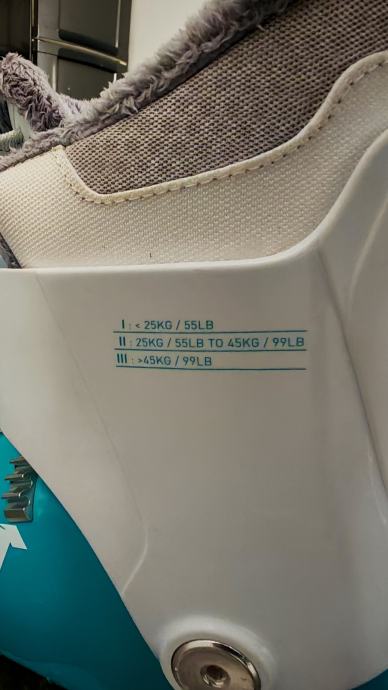 I : < 25KG / 55LB
II : 25KG / 55LB TO 45KG / 99LB
III : >45KG / 99LB